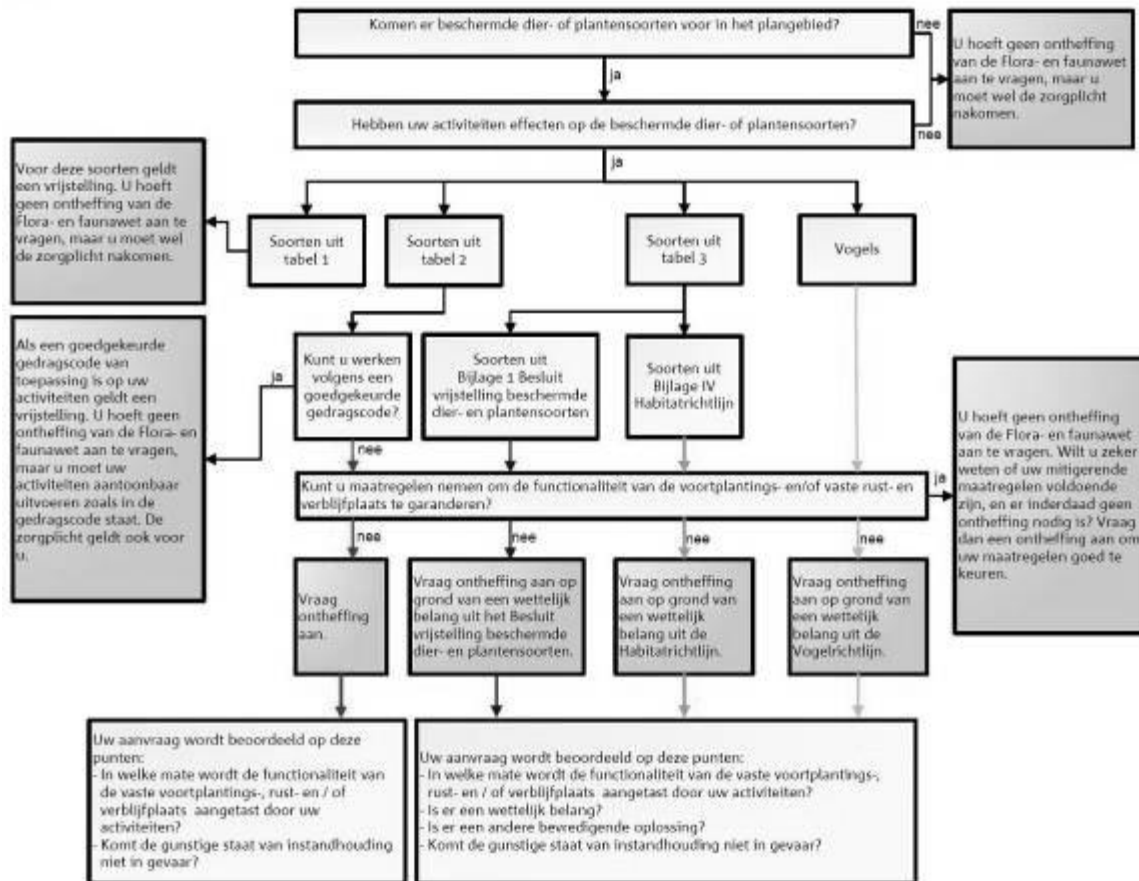 Komen er beschermde dier- of plantensoorten voor in het plangebied?
nee
U hoeft geen ontheffing
van de Flora- en faunawet
aan te vragen, maar u
moet wel de zorgplicht
nakomen.
ja
Hebben uw activiteiten effecten op de beschermde dier- of plantensoorten?
nee
ja
Voor deze soorten geldt
een vrijstelling. U hoeft
geen ontheffing van de
Flora- en faunawet aan te
vragen, maar u moet wel
de zorgplicht nakomen.
Soorten uit
tabel 1
Soorten uit
tabel 2
Soorten uit
tabel 3
Vogels
Als een goedgekeurde
gedragscode van
toepassing is op uw
activiteiten geldt een
vrijstelling. U hoeft geen
ontheffing van de Flora- en
faunawet aan te vragen,
maar u moet uw
activiteiten aantoonbaar
uitvoeren zoals in de
gedragscode staat. De
zorgplicht geldt ook voor
u.
ja
Kunt u werken
volgens een
goedgekeurde
gedragscode?
Soorten uit
Bijlage 1 Besluit
vrijstelling beschermde
dier- en plantensoorten
Soorten uit
Bijlage IV
Habitatrichtlijn
nee
Kunt u maatregelen nemen om de functionaliteit van de voortplantings- en/of vaste rust- en
verblijfplaats te garanderen?
ja
U hoeft geen ontheffing
van de Flora- en faunawet
aan te vragen. Wilt u zeker
weten of uw mitigerende
maatregelen voldoende
zijn, en er inderdaad geen
ontheffing nodig is? Vraag
dan een ontheffing aan om
uw maatregelen goed te
keuren.
nee
nee
nee
nee
Vraag
ontheffing
aan.
Vraag ontheffing aan op
grond van een wettelijk
belang uit het Besluit
vrijstelling beschermde
dier- en plantensoorten.
Vraag ontheffing
aan op grond van
een wettelijk
belang uit de
Habitatrichtlijn.
Vraag ontheffing
aan op grond van
een wettelijk
belang uit de
Vogelrichtlijn.
Uw aanvraag wordt beoordeeld op deze
punten:
- In welke mate wordt de functionaliteit van
de vaste voortplantings-, rust- en / of
verblijfplaats aangetast door uw
activiteiten?
- Komt de gunstige staat van instandhouding
niet in gevaar?
Uw aanvraag wordt beoordeeld op deze punten:
- In welke mate wordt de functionaliteit van de vaste voortplantings-,
rust- en / of verblijfplaats aangetast door uw activiteiten?
- Is er een wettelijk belang?
- Is er een andere bevredigende oplossing?
- Komt de gunstige staat van instandhouding niet in gevaar?